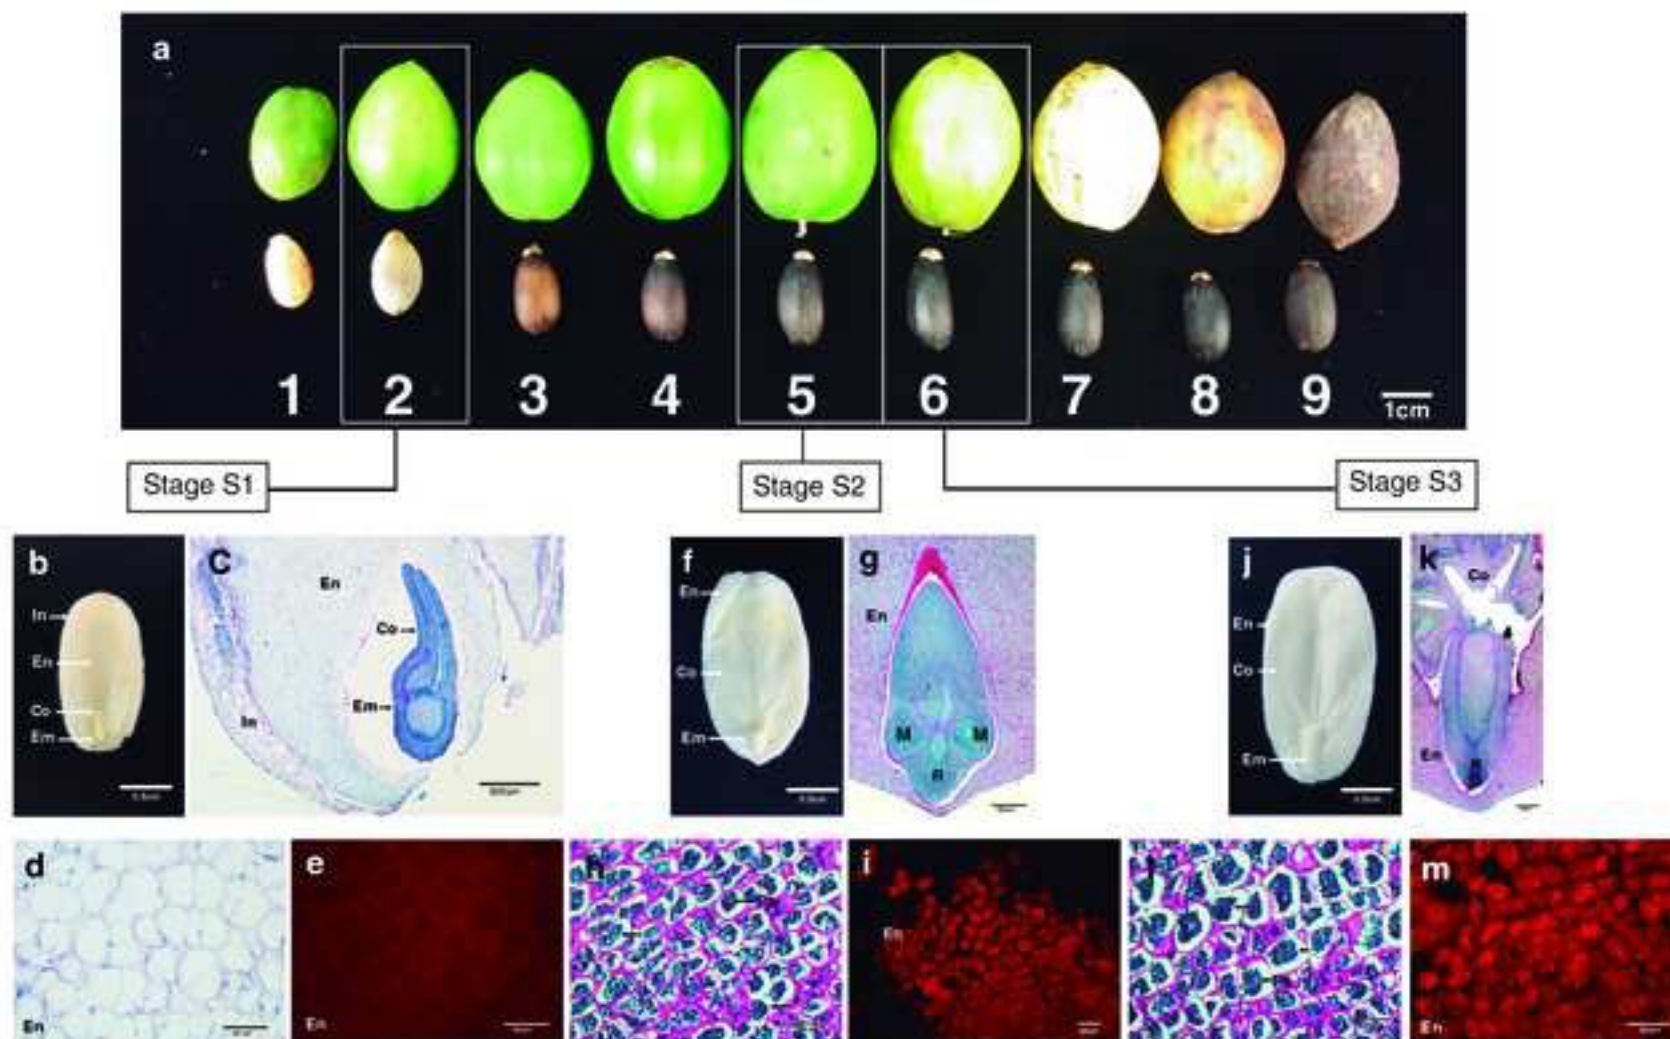 a
1 2 3 4 5 6 7 8 9
1cm
Stage S1
Stage S2
Stage S3
b
In
En
Co
Em
C
En
Co
Em
In
f
En
Co
Em
g
En
M
M
R
j
En
Co
Em
k
Co
En
R
d
En
e
En
h
i
En
l
m
En